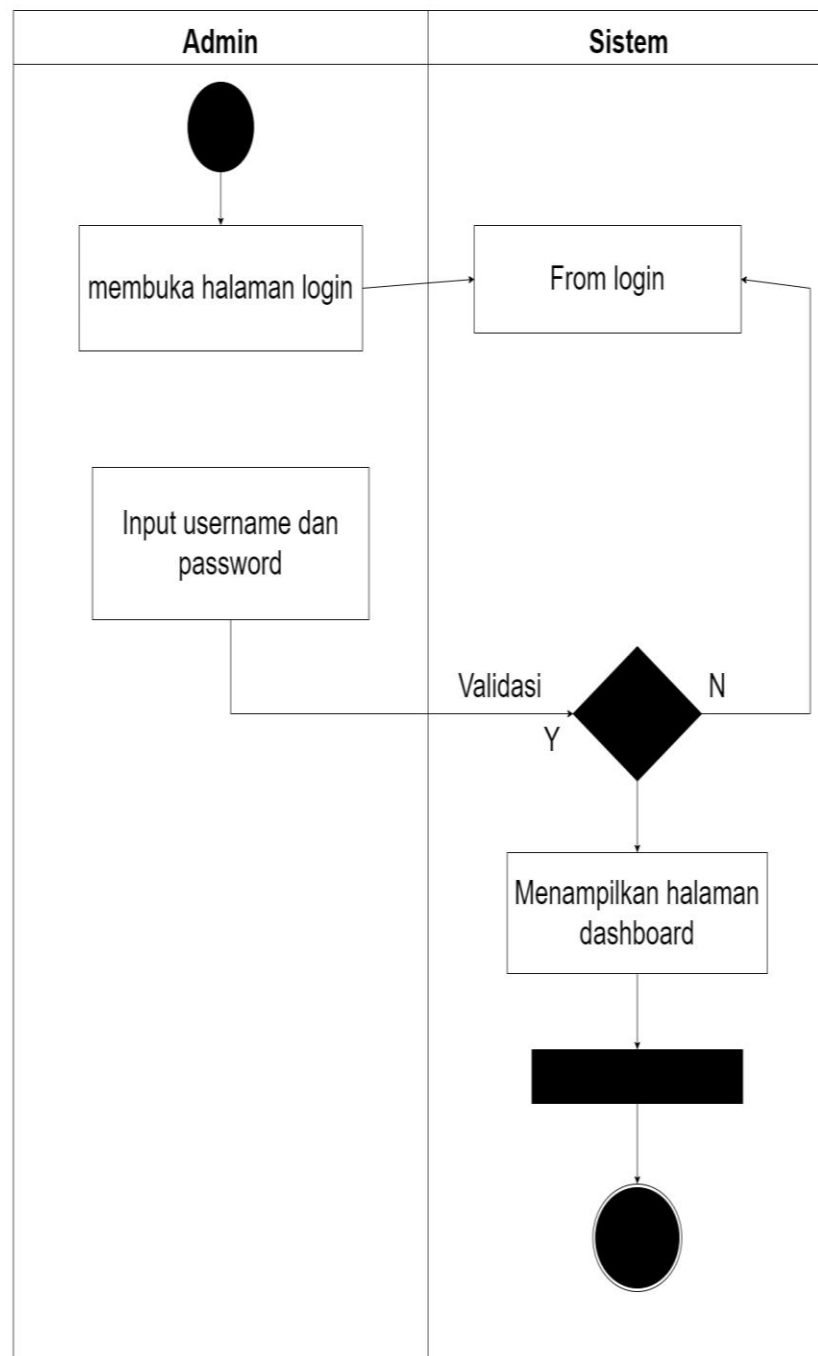 Admin
Sistem
membuka halaman login
From login
Input username dan
password
Validasi
N
Y
Menampilkan halaman
dashboard